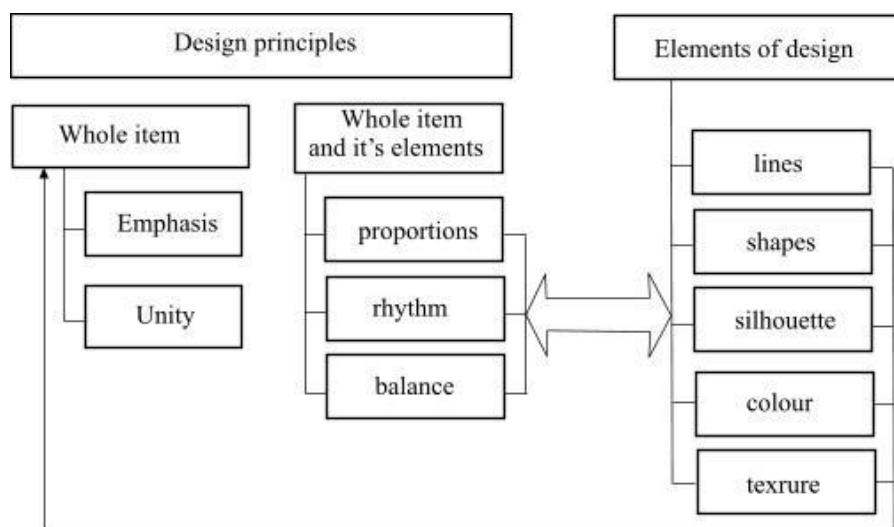 Design principles
Whole item
Emphasis
Unity
Whole item
and it's elements
proportions
rhythm
balance
Elements of design
lines
shapes
silhouette
colour
texrure